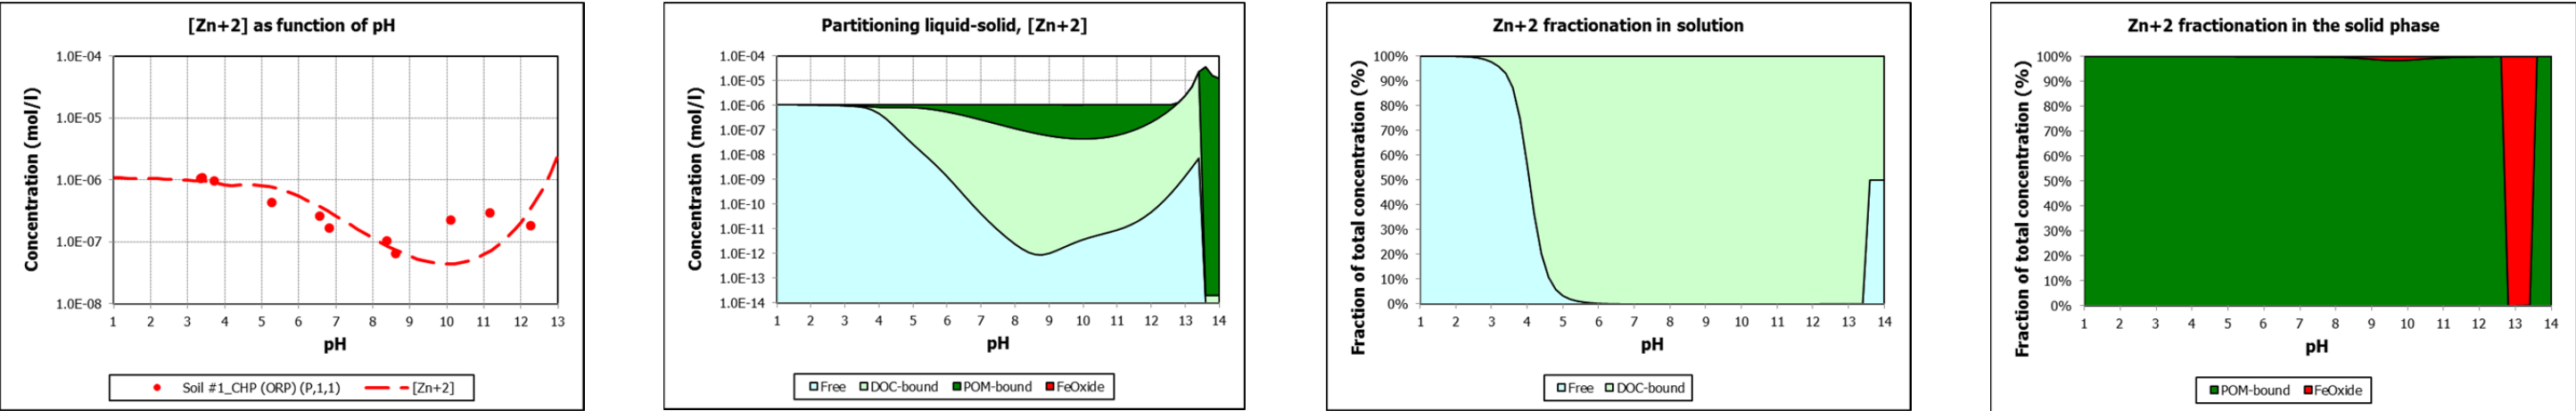 [Zn+2] as function of pH
Concentration (mol/l)
1.0E-04
1.0E-05
1.0E-06
1.0E-07
1.0E-08
1 2 3 4 5 6 7 8 9 10 11 12 13
pH
Soil #1_CHP (ORP) (P,1,1) [Zn+2]
Partitioning liquid-solid, [Zn+2]
Concentration (mol/l)
1.0E-04
1.0E-05
1.0E-06
1.0E-07
1.0E-08
1.0E-09
1.0E-10
1.0E-11
1.0E-12
1.0E-13
1.0E-14
1 2 3 4 5 6 7 8 9 10 11 12 13 14
pH
Free DOC-bound POM-bound FeOxide
Zn+2 fractionation in solution
Fraction of total concentration (%)
100%
90%
80%
70%
60%
50%
40%
30%
20%
10%
0%
1 2 3 4 5 6 7 8 9 10 11 12 13 14
pH
Free DOC-bound
Zn+2 fractionation in the solid phase
Fraction of total concentration (%)
100%
90%
80%
70%
60%
50%
40%
30%
20%
10%
0%
1 2 3 4 5 6 7 8 9 10 11 12 13 14
pH
POM-bound FeOxide